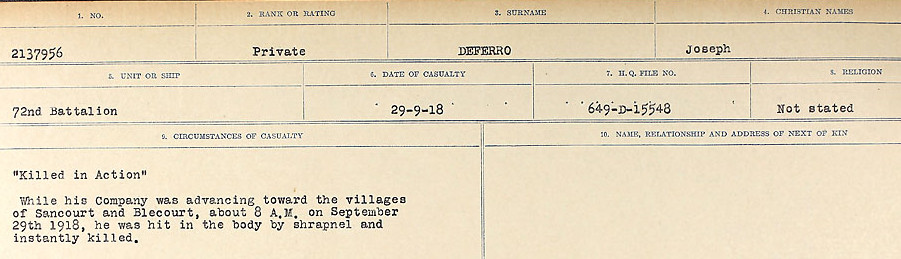 1. NO. 2. RANK OR RATING 3. SURNAME 4. CHRISTIAN NAMES
2137956 Private DEFERRO Joseph
5. UNIT OR SHIP 6. DATE OF CASUALTY 7. H.Q. FILE NO. 8. RELIGION
72nd Battalion 29-9-18 649-D-15548 Not stated
9. CIRCUMSTANCES OF CASUALTY 10. NAME, RELATIONSHIP AND ADDRESS OF NEXT OF KIN
"Killed in Action"
While his Company was advancing toward the villages
of Sancourt and Blecourt, about 8 A.M. on September
29th 1918, he was hit in the body by shrapnel and
instantly killed.